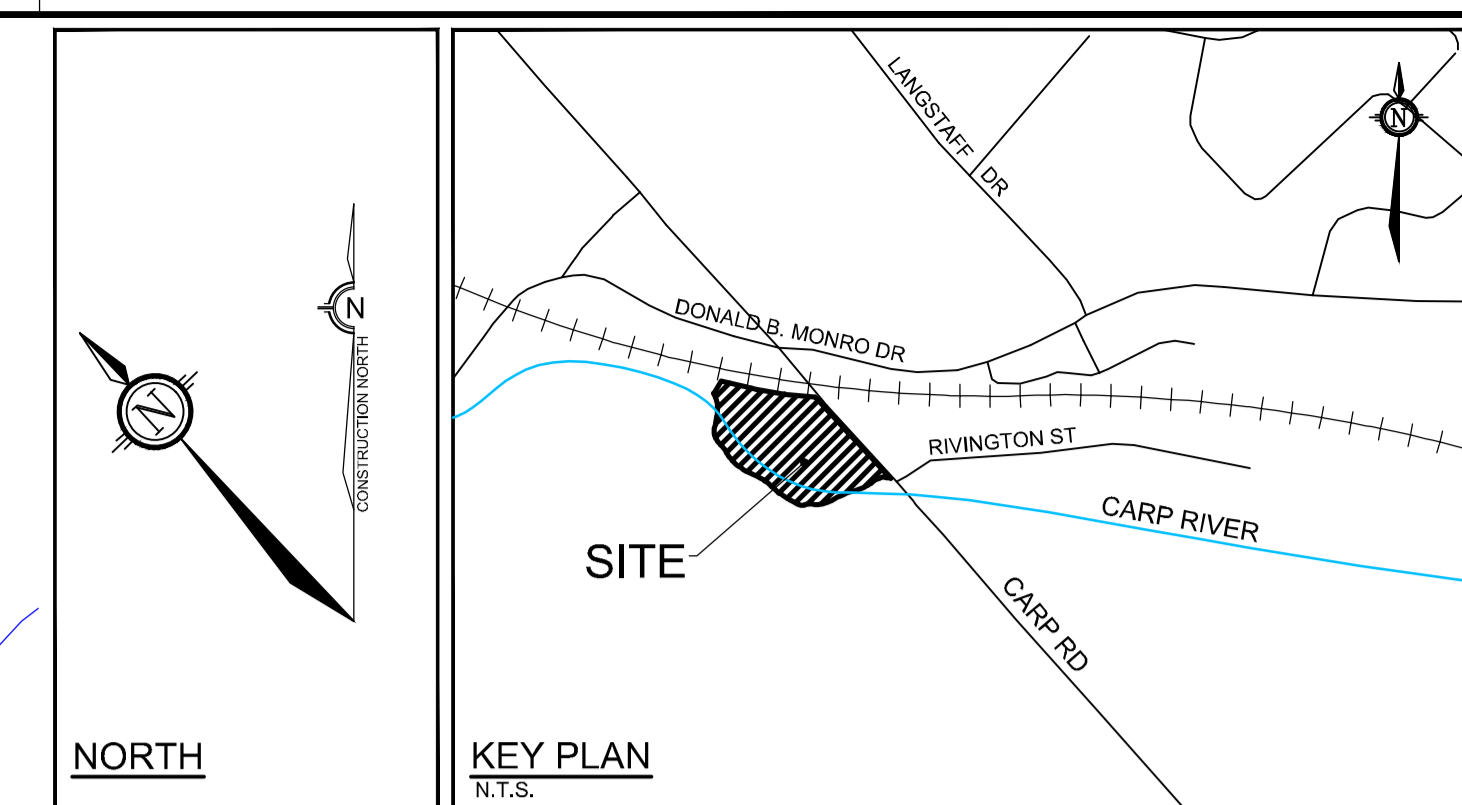 N
CONSTRUCTION NORTH
N
NORTH
LANGSTAFF DR
N
DONALD B. MONRO DR
RIVINGTON ST
CARP RIVER
SITE
CARP RD
KEY PLAN
N.T.S.